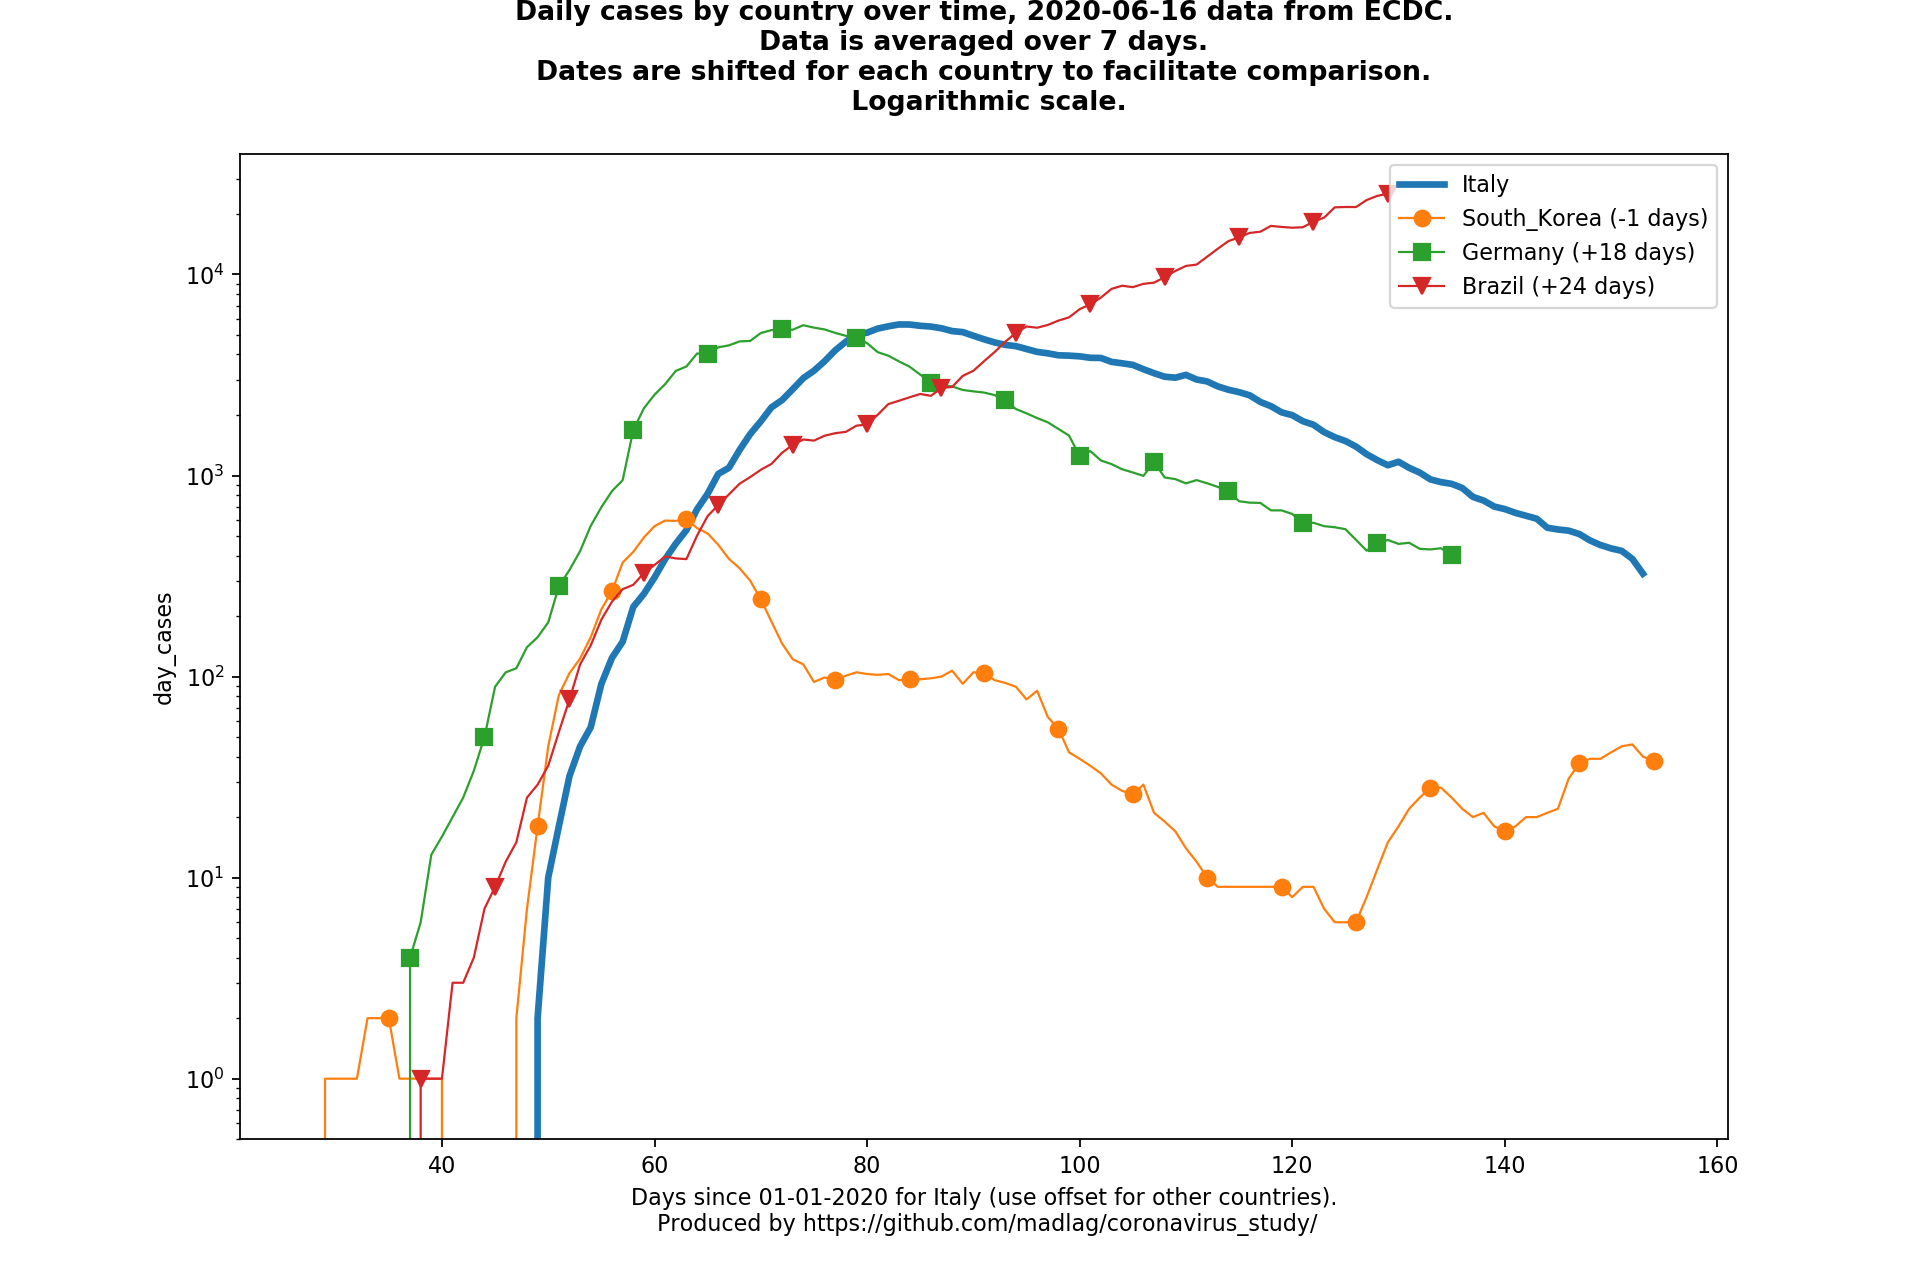 Daily cases by country over time, 2020-06-16 data from ECDC.
Data is averaged over 7 days.
Dates are shifted for each country to facilitate comparison.
Logarithmic scale.
Italy
South_Korea (-1 days)
Germany (+18 days)
Brazil (+24 days)
day_cases
10⁴
10³
10²
10¹
10⁰
40
60
80
100
120
140
160
Days since 01-01-2020 for Italy (use offset for other countries).
Produced by https://github.com/madlag/coronavirus_study/